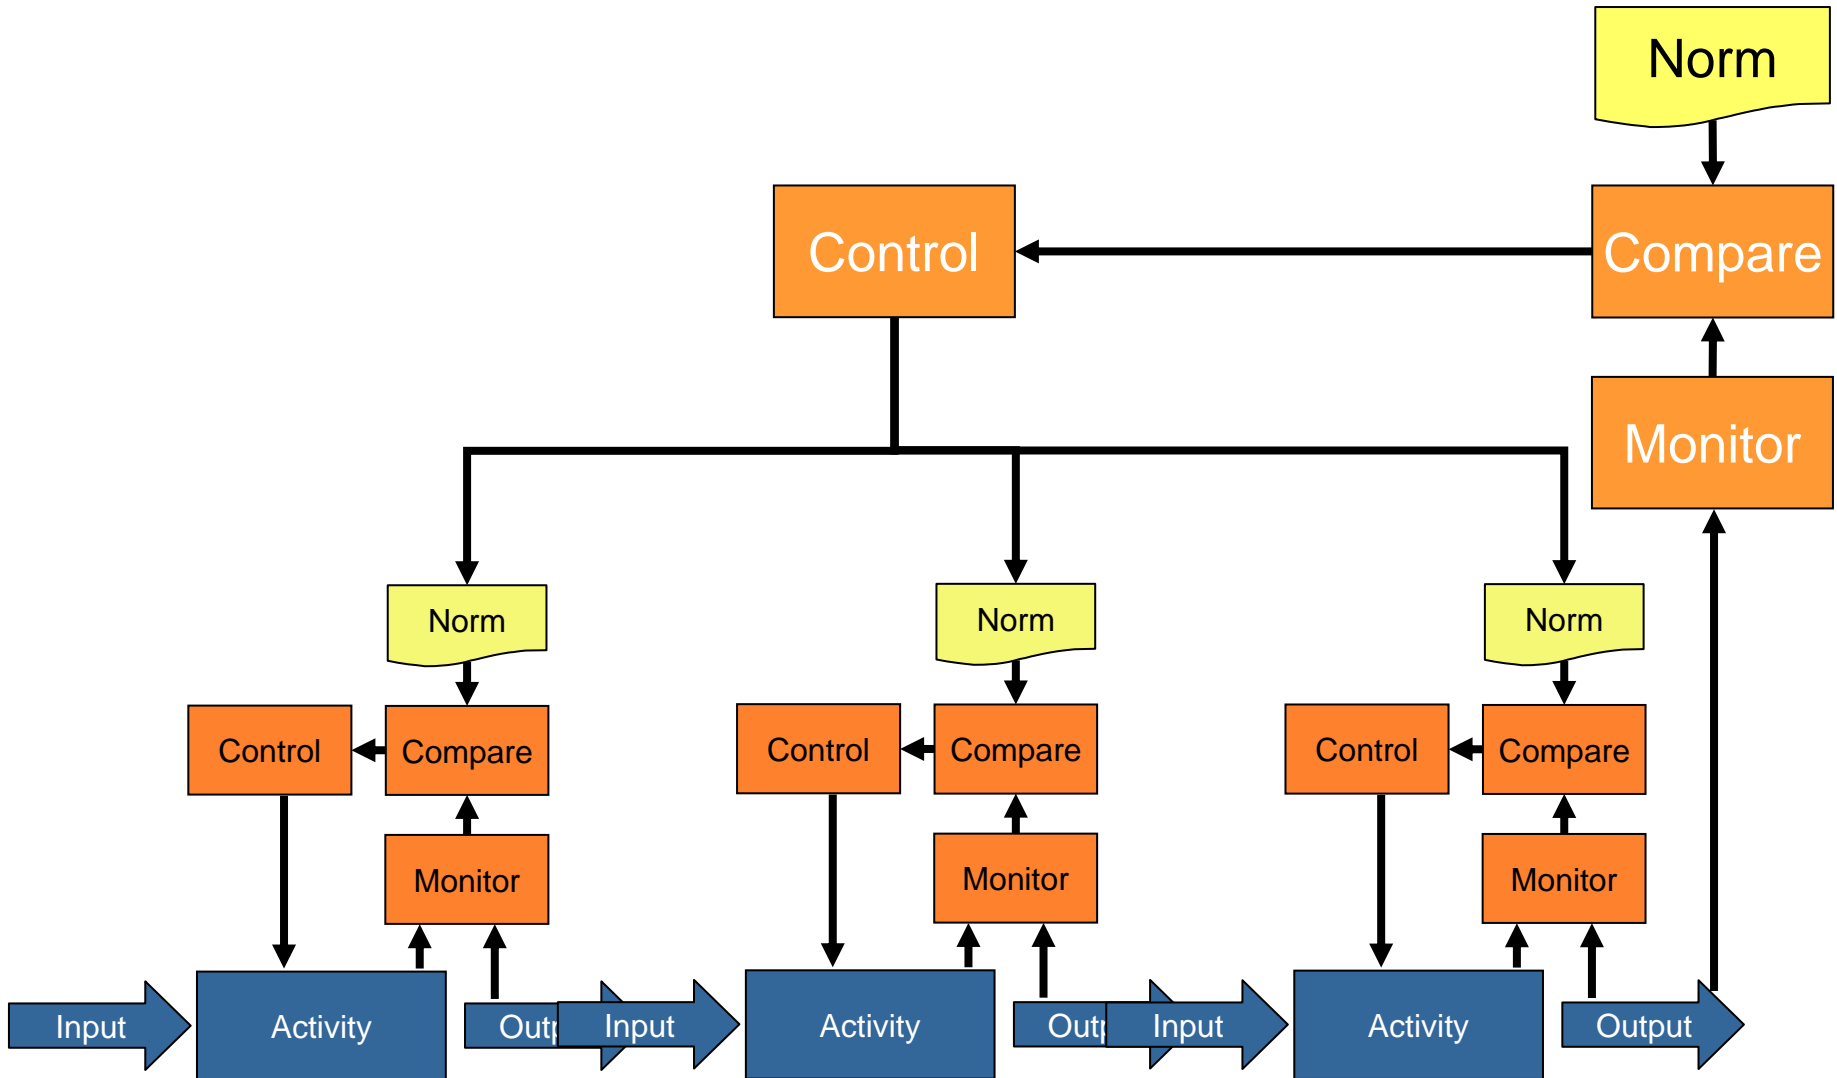 Norm
Control
Compare
Monitor
Norm
Norm
Norm
Control
Compare
Control
Compare
Control
Compare
Monitor
Monitor
Monitor
Input
Activity
Input
Activity
Input
Activity
Output